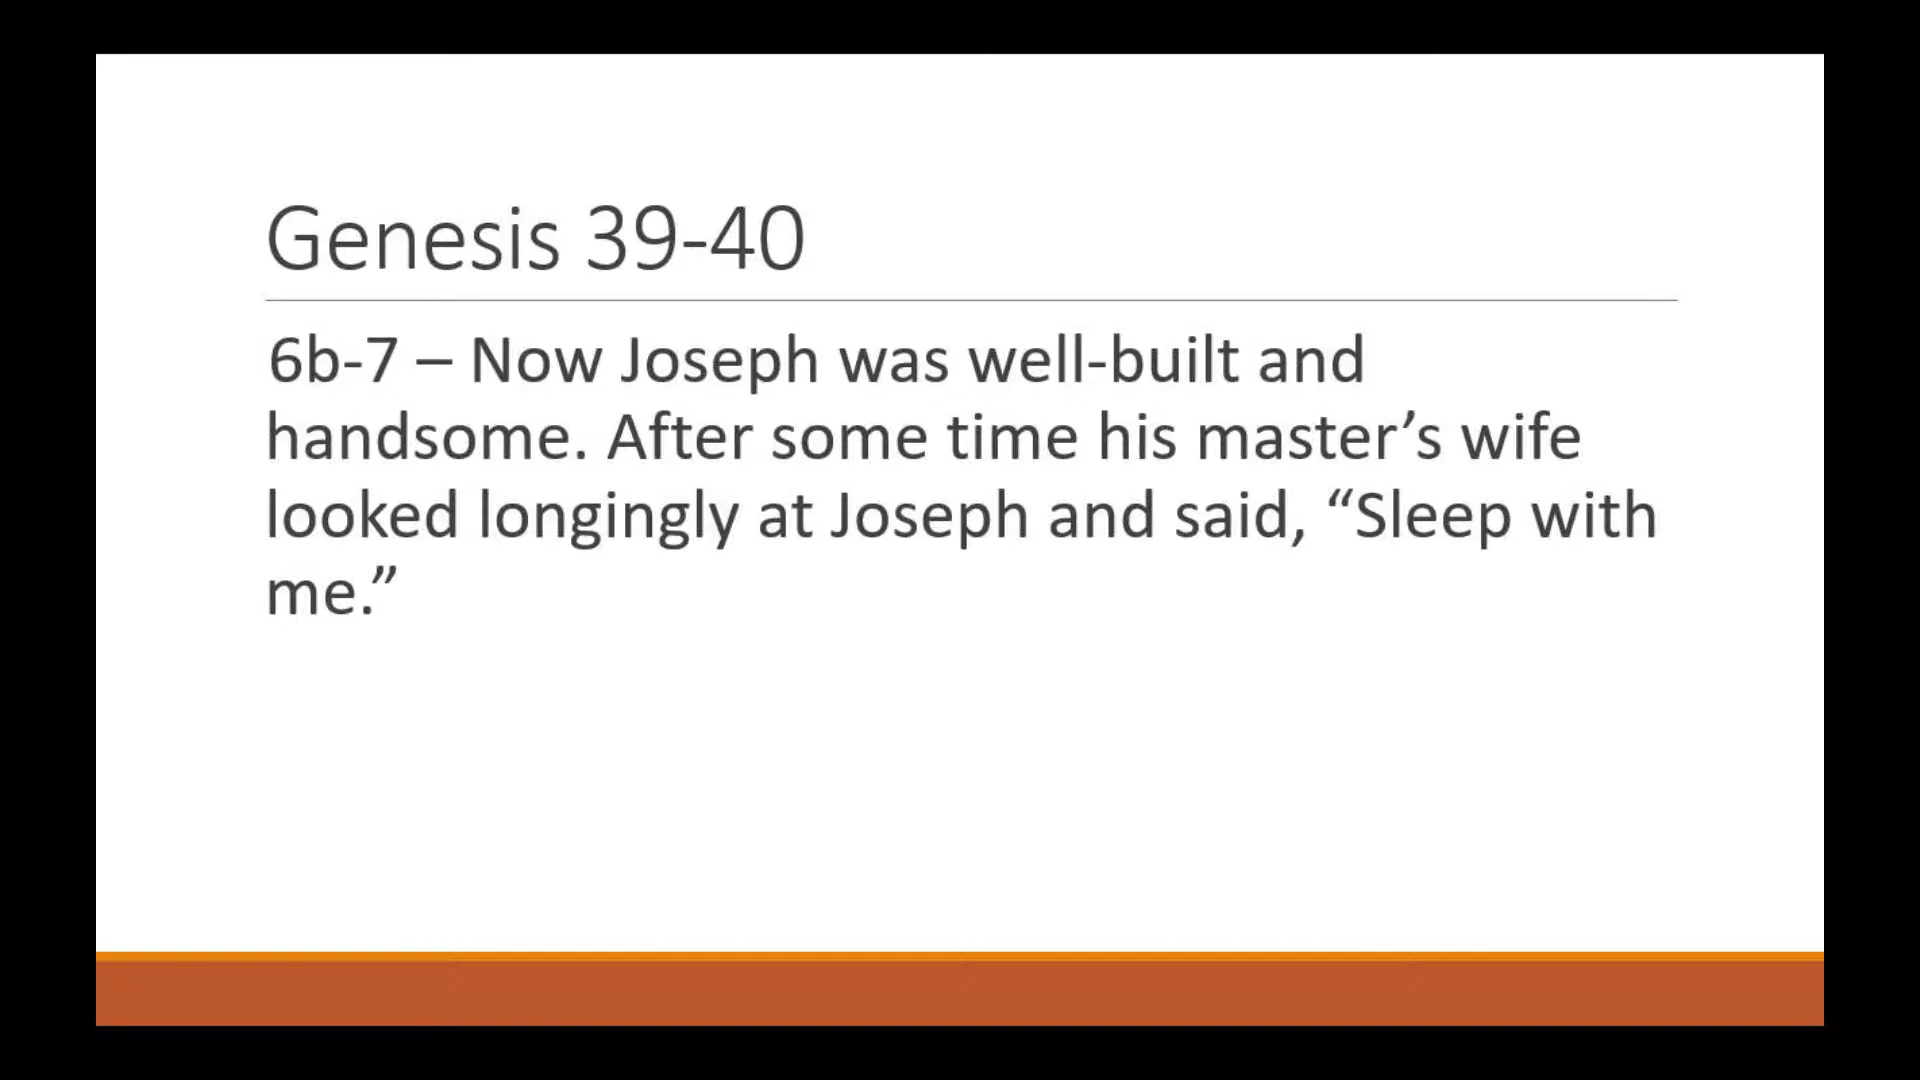 Genesis 39-40
6b-7 – Now Joseph was well-built and
handsome. After some time his master’s wife
looked longingly at Joseph and said, “Sleep with
me.”